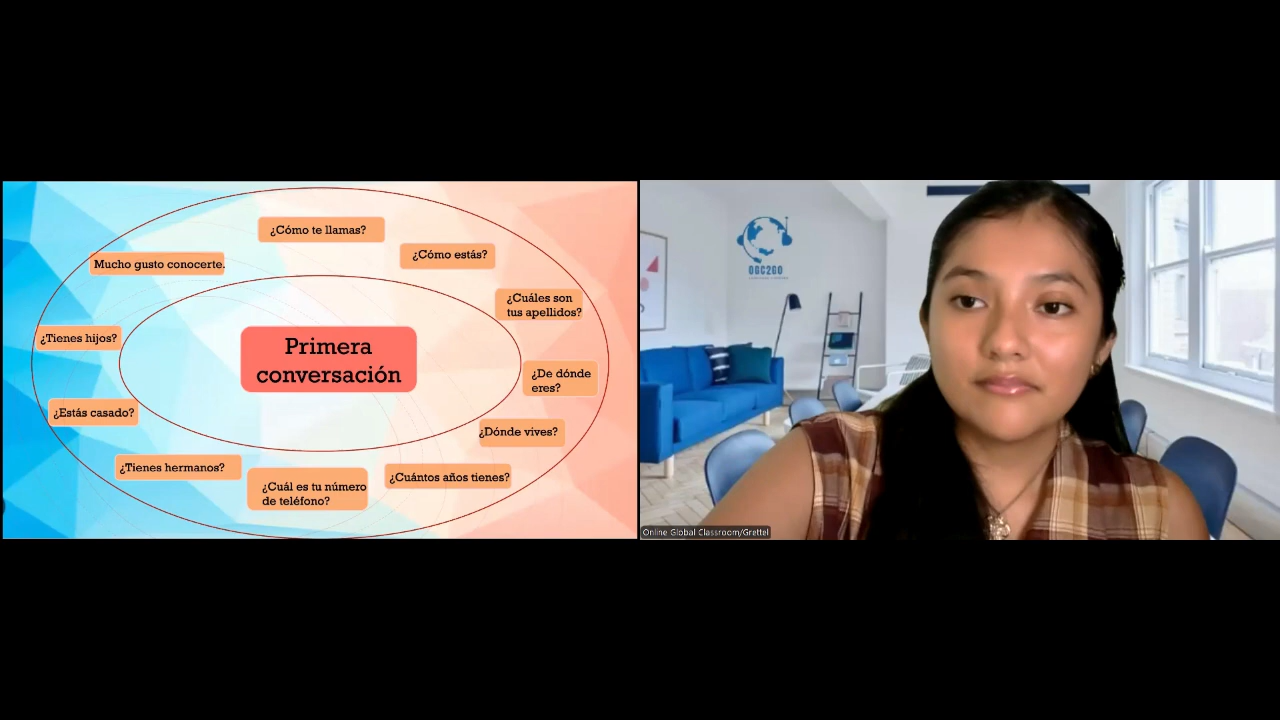 ¿Cómo te llamas?
¿Cómo estás?
Mucho gusto conocerte.
¿Cuáles son
tus apellidos?
¿Tienes hijos?
Primera
conversación
¿De dónde
eres?
¿Estás casado?
¿Dónde vives?
¿Tienes hermanos?
¿Cuál es tu número
de teléfono?
¿Cuántos años tienes?
OGC260
Online Global Classroom/Grettel